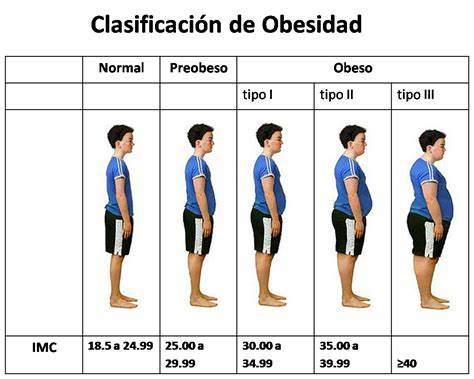 Clasificación de Obesidad
Normal Preobeso Obeso
tipo I tipo II tipo III
IMC 18.5 a 24.99 25.00 a 30.00 a 35.00 a
29.99 34.99 39.99 ≥40